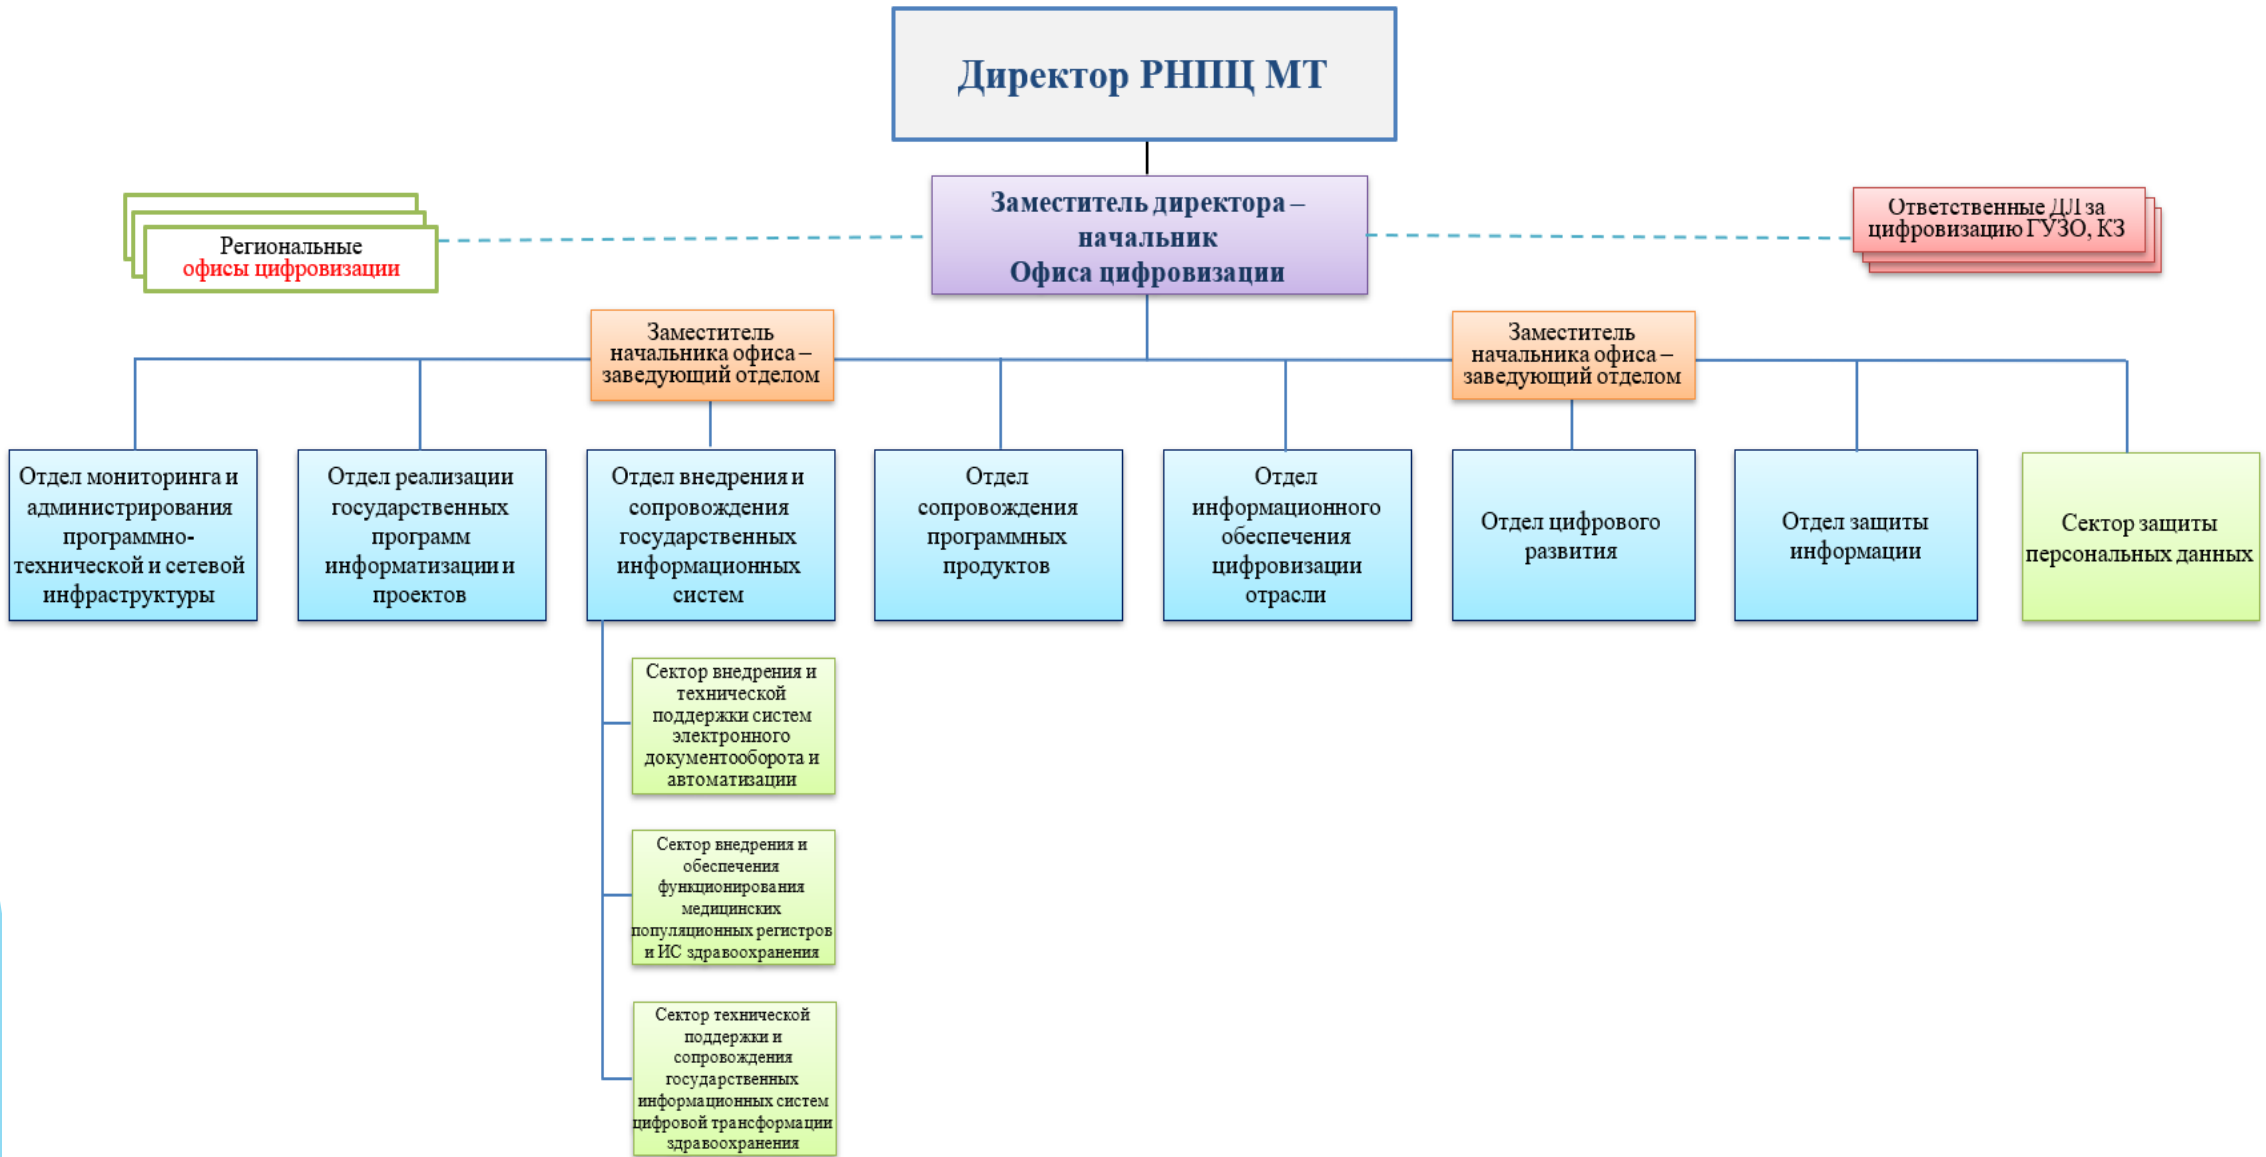 Директор РНПЦ МТ
Заместитель директора –
начальник
Офиса цифровизации
Региональные
офисы цифровизации
Ответственные ДЛ за
цифровизацию ГУЗО, КЗ
Заместитель
начальника офиса –
заведующий отделом
Заместитель
начальника офиса –
заведующий отделом
Отдел мониторинга и
администрирования
программно-
технической и сетевой
инфраструктуры
Отдел реализации
государственных
программ
информатизации и
проектов
Отдел внедрения и
сопровождения
государственных
информационных
систем
Отдел
сопровождения
программных
продуктов
Отдел
информационного
обеспечения
цифровизации
отрасли
Отдел цифрового
развития
Отдел защиты
информации
Сектор защиты
персональных данных
Сектор внедрения и
технической
поддержки систем
электронного
документооборота и
автоматизации
Сектор внедрения и
обеспечения
функционирования
медицинских
популяционных регистров
и ИС здравоохранения
Сектор технической
поддержки и
сопровождения
государственных
информационных систем
цифровой трансформации
здравоохранения